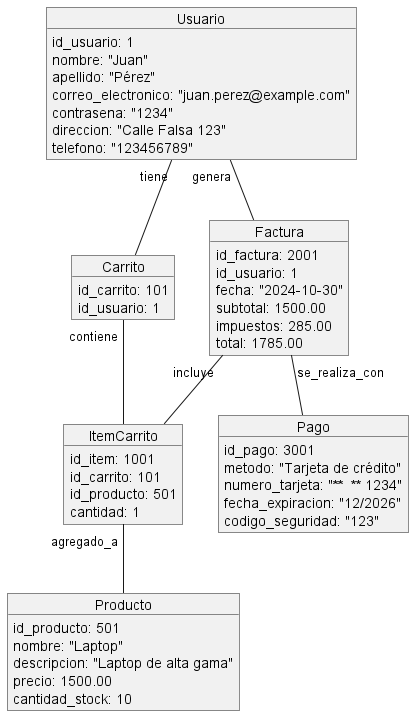 Usuario
id_usuario: 1
nombre: "Juan"
apellido: "Pérez"
correo_electronico: "juan.perez@example.com"
contrasena: "1234"
direccion: "Calle Falsa 123"
telefono: "123456789"
tiene
genera
Factura
id_factura: 2001
id_usuario: 1
fecha: "2024-10-30"
subtotal: 1500.00
impuestos: 285.00
total: 1785.00
Carrito
id_carrito: 101
id_usuario: 1
contiene
incluye
se_realiza_con
ItemCarrito
id_item: 1001
id_carrito: 101
id_producto: 501
cantidad: 1
Pago
id_pago: 3001
metodo: "Tarjeta de crédito"
numero_tarjeta: "** ** 1234"
fecha_expiracion: "12/2026"
codigo_seguridad: "123"
agregado_a
Producto
id_producto: 501
nombre: "Laptop"
descripcion: "Laptop de alta gama"
precio: 1500.00
cantidad_stock: 10